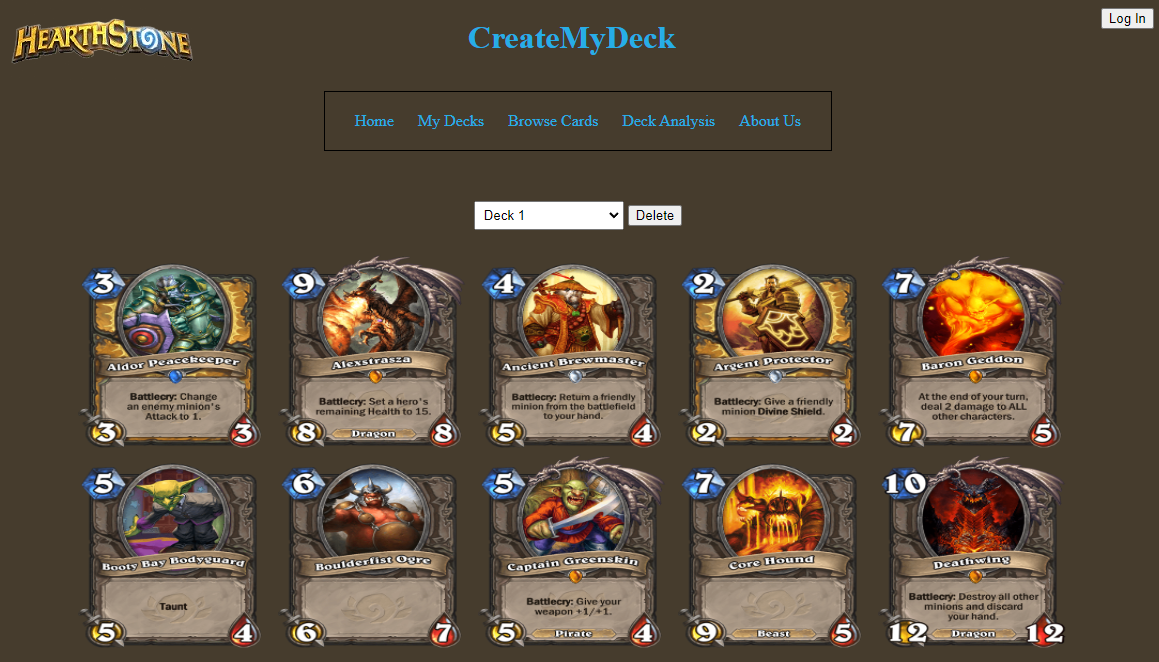 HEARTHSTONE
CreateMyDeck
Log In
Home My Decks Browse Cards Deck Analysis About Us
Deck 1 Delete
3
Aldor Peacekeeper
Battlecry: Change
an enemy minion's
Attack to 1.
3 3
9
Alexstrasza
Battlecry: Set a hero's
remaining Health to 15.
8 Dragon 8
4
Ancient Brewmaster
Battlecry: Return a friendly
minion from the battlefield
to your hand.
5 4
2
Argent Protector
Battlecry: Give a friendly
minion Divine Shield.
2 2
7
Baron Geddon
At the end of your turn,
deal 2 damage to ALL
other characters.
7 5
5
Booty Bay Bodyguard
Taunt
5 4
6
Boulderfist Ogre
6 7
5
Captain Greenskin
Battlecry: Give your
weapon +1/+1.
5 Pirate 4
7
Core Hound
9 Beast 5
10
Deathwing
Battlecry: Destroy all other
minions and discard
your hand.
12 Dragon 12